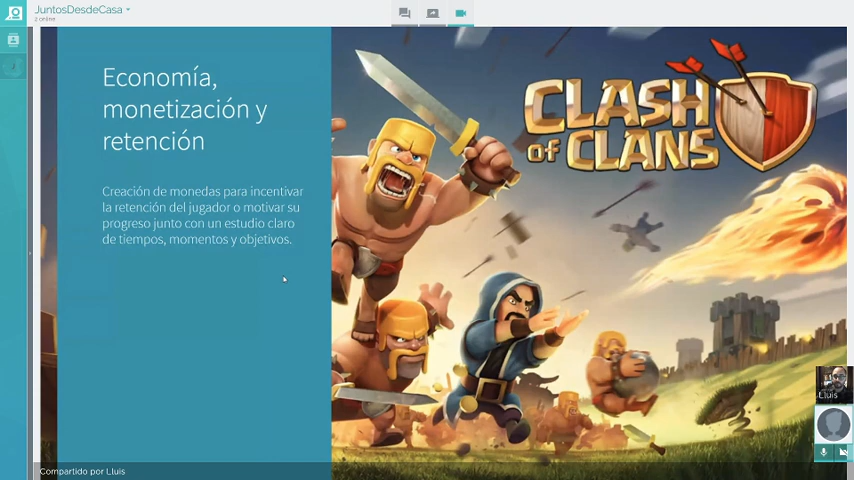 JuntosDesdeCasa
2 online
Economía,
monetización y
retención
Creación de monedas para incentivar
la retención del jugador o motivar su
progreso junto con un estudio claro
de tiempos, momentos y objetivos.
CLASH
of CLANS
Lluis
Compartido por Lluis